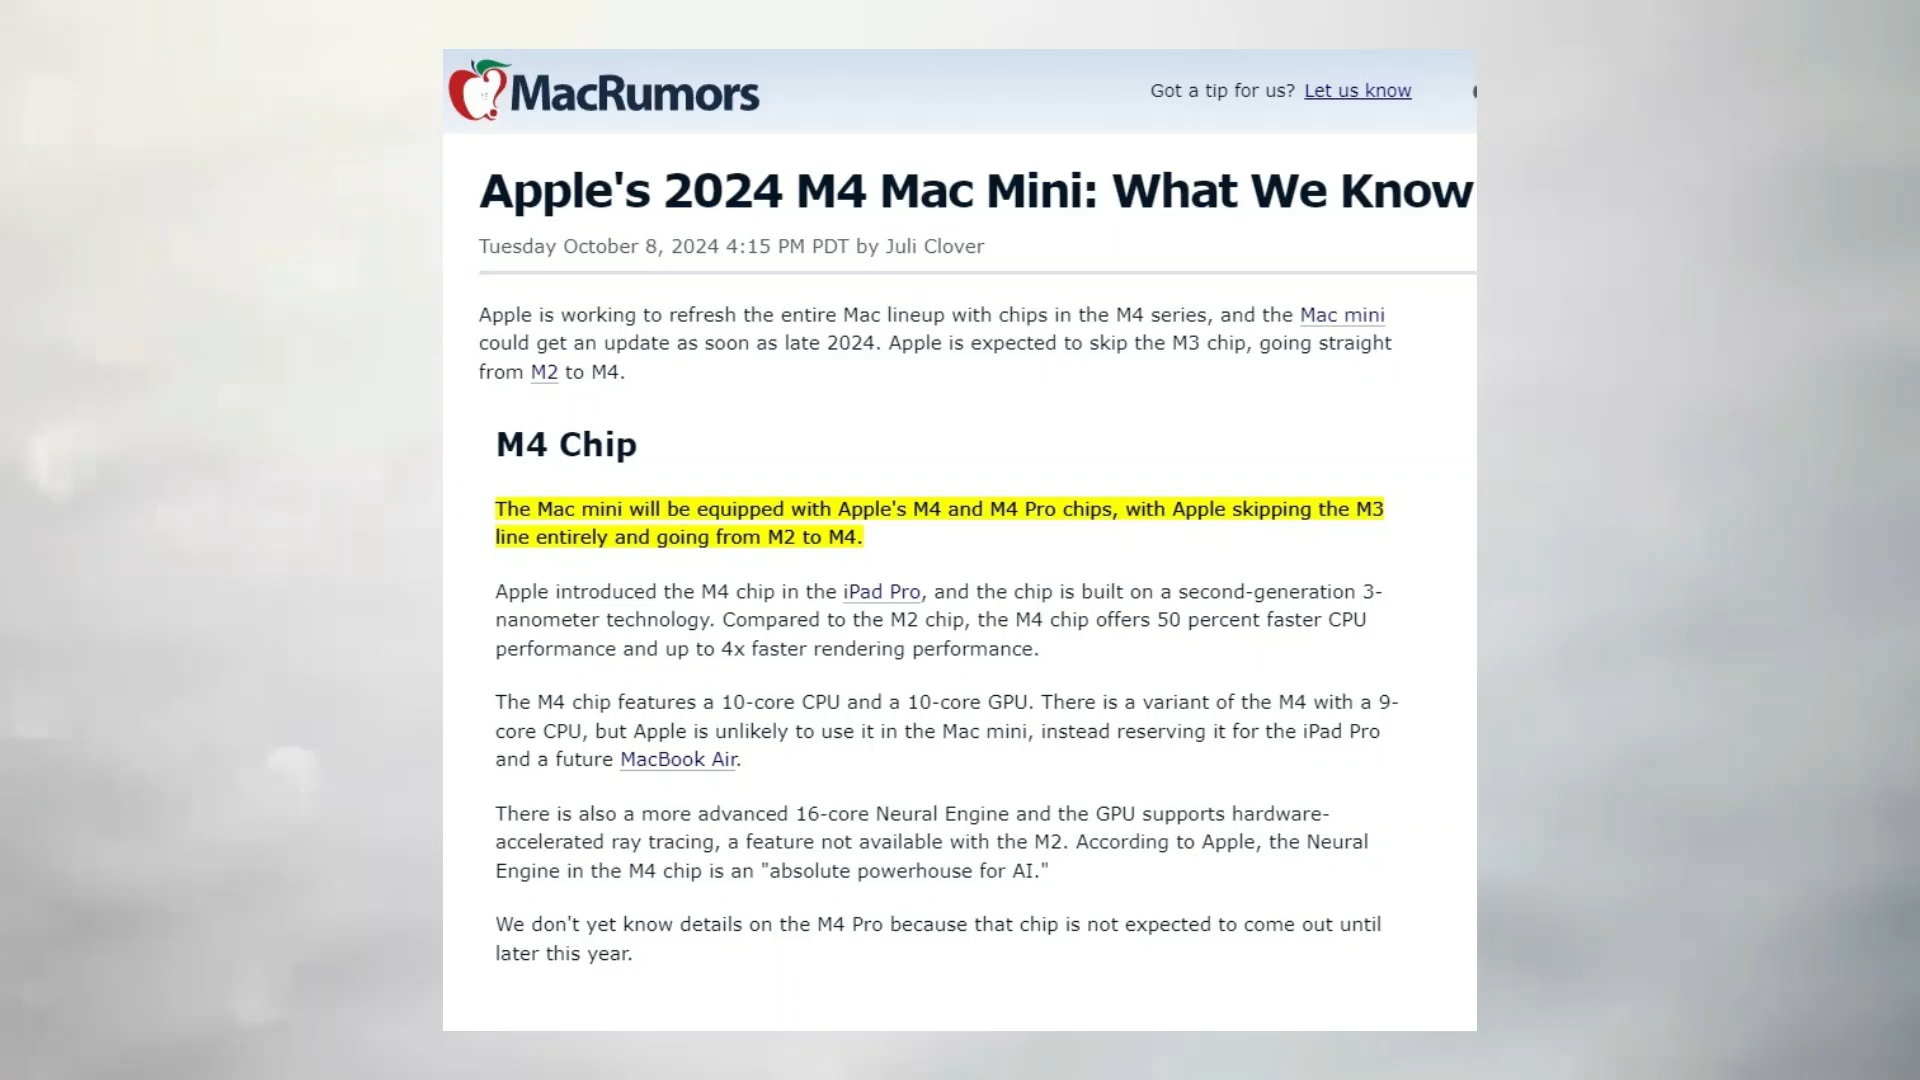 MacRumors
Got a tip for us? Let us know
Apple's 2024 M4 Mac Mini: What We Know
Tuesday October 8, 2024 4:15 PM PDT by Juli Clover
Apple is working to refresh the entire Mac lineup with chips in the M4 series, and the Mac mini
could get an update as soon as late 2024. Apple is expected to skip the M3 chip, going straight
from M2 to M4.
M4 Chip
The Mac mini will be equipped with Apple's M4 and M4 Pro chips, with Apple skipping the M3
line entirely and going from M2 to M4.
Apple introduced the M4 chip in the iPad Pro, and the chip is built on a second-generation 3-
nanometer technology. Compared to the M2 chip, the M4 chip offers 50 percent faster CPU
performance and up to 4x faster rendering performance.
The M4 chip features a 10-core CPU and a 10-core GPU. There is a variant of the M4 with a 9-
core CPU, but Apple is unlikely to use it in the Mac mini, instead reserving it for the iPad Pro
and a future MacBook Air.
There is also a more advanced 16-core Neural Engine and the GPU supports hardware-
accelerated ray tracing, a feature not available with the M2. According to Apple, the Neural
Engine in the M4 chip is an "absolute powerhouse for AI."
We don't yet know details on the M4 Pro because that chip is not expected to come out until
later this year.